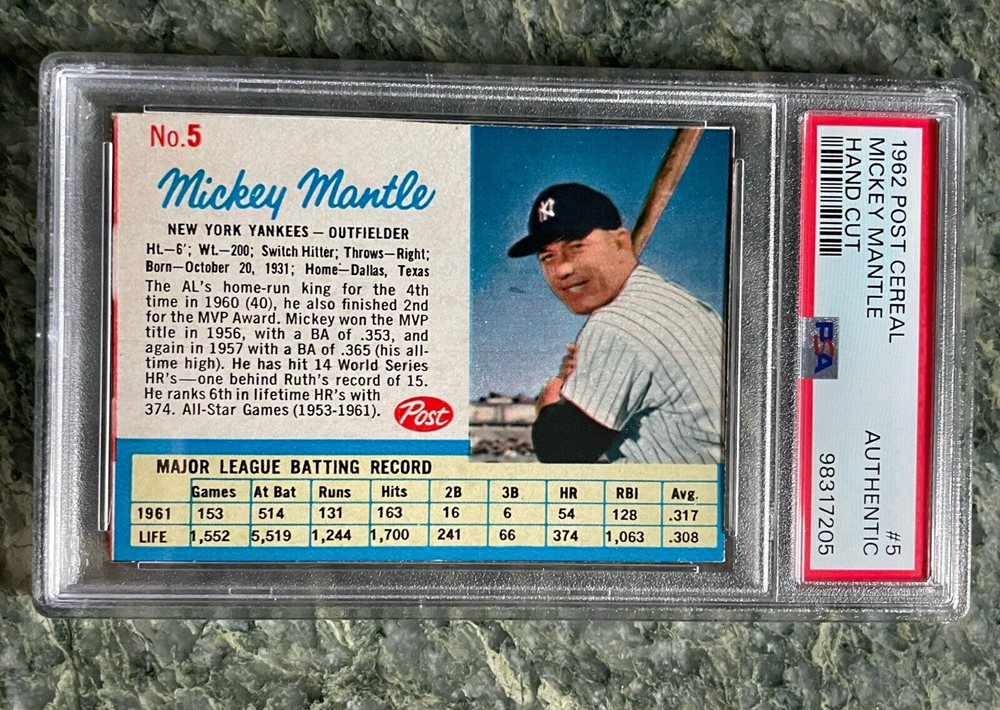 No.5
Mickey Mantle
NEW YORK YANKEES — OUTFIELDER
Ht.—6'; Wt.—200; Switch Hitter; Throws—Right;
Born—October 20, 1931; Home—Dallas, Texas
The AL's home-run king for the 4th
time in 1960 (40), he also finished 2nd
for the MVP Award. Mickey won the MVP
title in 1956, with a BA of .353, and
again in 1957 with a BA of .365 (his all-
time high). He has hit 14 World Series
HR's—one behind Ruth's record of 15.
He ranks 6th in lifetime HR's with
374. All-Star Games (1953-1961).
Post
NY
MAJOR LEAGUE BATTING RECORD
Games At Bat Runs Hits 2B 3B HR RBI Avg.
1961 153 514 131 163 16 6 54 128 .317
LIFE 1,552 5,519 1,244 1,700 241 66 374 1,063 .308
1962 POST CEREAL
MICKEY MANTLE
HAND CUT
PSA
#5
AUTHENTIC
98317205